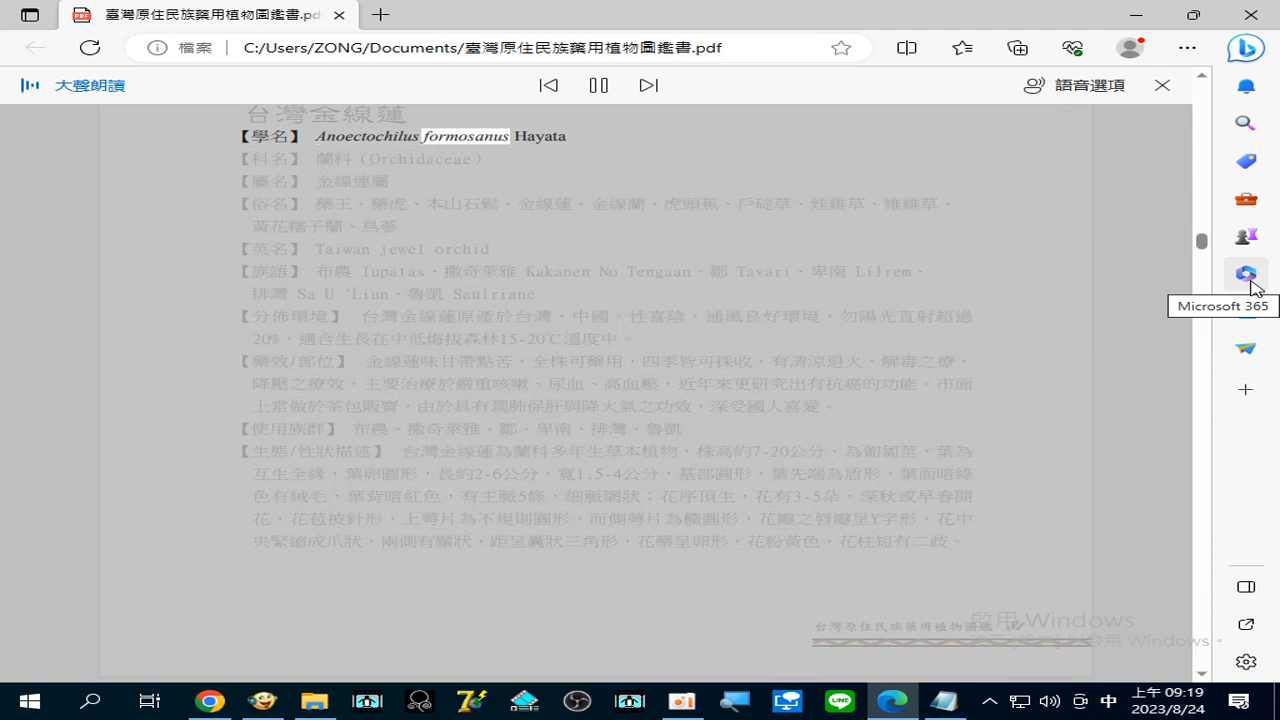 臺灣原住民族藥用植物圖鑑書.pd
檔案 C:/Users/ZONG/Documents/臺灣原住民族藥用植物圖鑑書.pdf
大聲朗讀
語音選項
台灣金線蓮
【學名】 Anoectochilus formosanus Hayata
【科名】 蘭科（Orchidaceae）
【屬名】 金線蓮屬
【俗名】 藥王、藥虎、本山石鬆、金線蓮、金線蘭、虎頭蕉、戶碇草、蛙雞草、雉雞草、
黃花糯子蘭、鳥蔘
【英名】 Taiwan jewel orchid
【族語】 布農 Iupatas、撒奇萊雅 Kakanen No Tengaan、鄒 Tavari、卑南 Lilrem、
排灣 Sa U 'Liun、魯凱 Saulriane
【分佈環境】 台灣金線蓮原產於台灣、中國。性喜陰，通風良好環境，勿陽光直射超過
20%，適合生長在中低海拔森林15-20℃溫度中。
【藥效/部位】 金線蓮味甘帶點苦，全株可藥用，四季皆可採收，有清涼退火、解毒之療、
降壓之療效，主要治療於嚴重咳嗽、尿血、高血壓，近年來更研究出有抗癌的功能。市面
上常做於茶包販賣，由於具有潤肺保肝與降火氣之功效，深受國人喜愛。
【使用族群】 布農、撒奇萊雅、鄒、卑南、排灣、魯凱
【生態/性狀描述】 台灣金線蓮為蘭科多年生草本植物、株高約7-20公分，為匍匐莖，葉為
互生全緣，葉卵圓形，長約2-6公分，寬1.5-4公分，基部圓形，葉先端為盾形，葉面暗綠
色有絨毛，葉背暗紅色，有主脈5條，細脈網狀；花序頂生，花有3-5朵，深秋或早春開
花，花苞披針形，上萼片為不規則圓形，而側萼片為橢圓形，花瓣之唇瓣呈Y字形，花中
央緊縮成爪狀，兩側有鬚狀，距呈囊狀三角形、花藥呈卵形，花粉黃色，花柱短有二歧。
台灣原住民族藥用植物圖鑑
啟用 Windows
啟用 Windows。
Microsoft 365
LINE
中
上午 09:19
2023/8/24